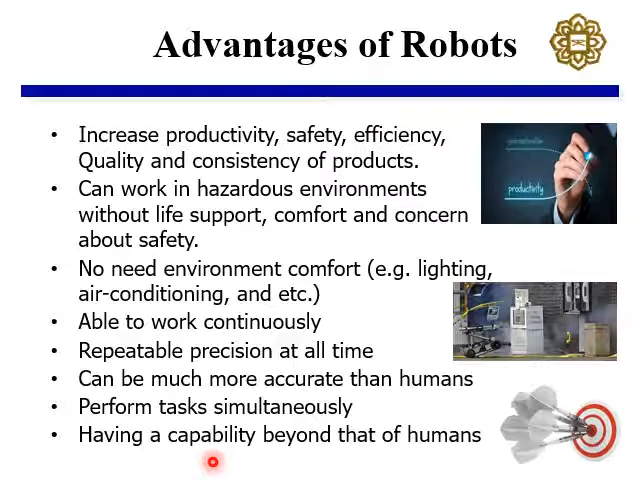 Advantages of Robots
• Increase productivity, safety, efficiency,
Quality and consistency of products.
• Can work in hazardous environments
without life support, comfort and concern
about safety.
• No need environment comfort (e.g. lighting,
air-conditioning, and etc.)
• Able to work continuously
• Repeatable precision at all time
• Can be much more accurate than humans
• Perform tasks simultaneously
• Having a capability beyond that of humans
productivity